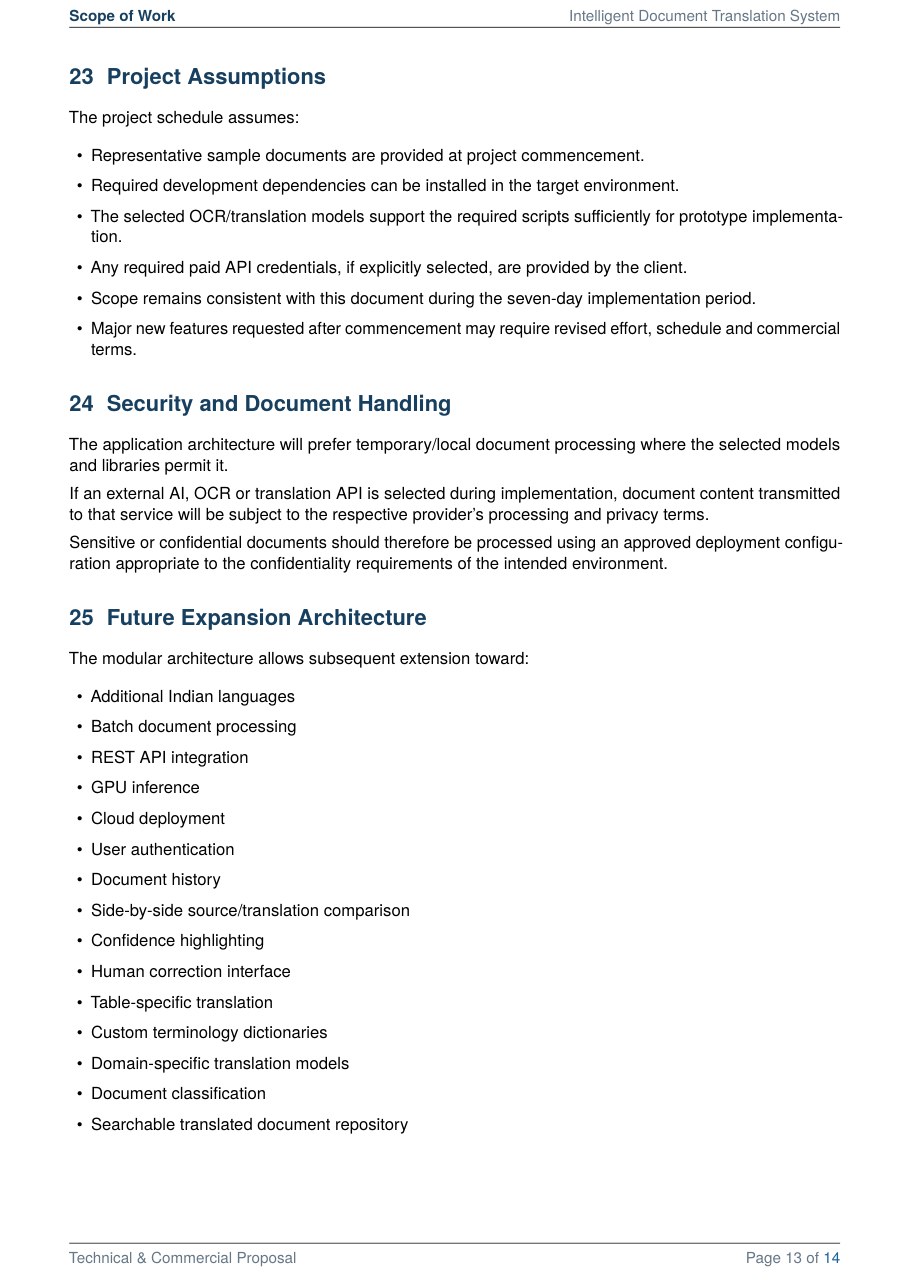 Scope of Work
Intelligent Document Translation System
23 Project Assumptions
The project schedule assumes:
• Representative sample documents are provided at project commencement.
• Required development dependencies can be installed in the target environment.
• The selected OCR/translation models support the required scripts sufficiently for prototype implementa-
tion.
• Any required paid API credentials, if explicitly selected, are provided by the client.
• Scope remains consistent with this document during the seven-day implementation period.
• Major new features requested after commencement may require revised effort, schedule and commercial
terms.
24 Security and Document Handling
The application architecture will prefer temporary/local document processing where the selected models
and libraries permit it.
If an external AI, OCR or translation API is selected during implementation, document content transmitted
to that service will be subject to the respective provider's processing and privacy terms.
Sensitive or confidential documents should therefore be processed using an approved deployment configu-
ration appropriate to the confidentiality requirements of the intended environment.
25 Future Expansion Architecture
The modular architecture allows subsequent extension toward:
• Additional Indian languages
• Batch document processing
• REST API integration
• GPU inference
• Cloud deployment
• User authentication
• Document history
• Side-by-side source/translation comparison
• Confidence highlighting
• Human correction interface
• Table-specific translation
• Custom terminology dictionaries
• Domain-specific translation models
• Document classification
• Searchable translated document repository
Technical & Commercial Proposal
Page 13 of 14